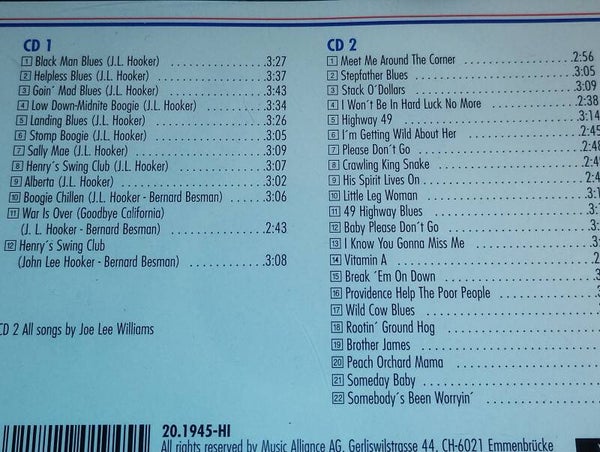 CD 1
1 Black Man Blues (J.L. Hooker) .3:27
2 Helpless Blues (J.L. Hooker) .3:37
3 Goin´ Mad Blues (J.L. Hooker) .3:43
4 Low Down-Midnite Boogie (J.L. Hooker) .3:34
5 Landing Blues (J.L. Hooker) .3:26
6 Stomp Boogie (J.L. Hooker) .3:05
7 Sally Mae (J.L. Hooker) .3:09
8 Henry´s Swing Club (J.L. Hooker) .3:07
9 Alberta (J.L. Hooker) .3:02
10 Boogie Chillen (J.L. Hooker - Bernard Besman) .3:06
11 War Is Over (Goodbye California)
(J. L. Hooker - Bernard Besman) .2:43
12 Henry´s Swing Club
(John Lee Hooker - Bernard Besman) .3:08
CD 2 All songs by Joe Lee Williams
CD 2
1 Meet Me Around The Corner .2:56
2 Stepfather Blues .3:05
3 Stack O´Dollars .3:09
4 I Won´t Be In Hard Luck No More .2:38
5 Highway 49 .3:14
6 I´m Getting Wild About Her .2:45
7 Please Don´t Go .2:48
8 Crawling King Snake
9 His Spirit Lives On
10 Little Leg Woman
11 49 Highway Blues
12 Baby Please Don´t Go
13 I Know You Gonna Miss Me
14 Vitamin A
15 Break ´Em On Down
16 Providence Help The Poor People
17 Wild Cow Blues
18 Rootin´ Ground Hog
19 Brother James
20 Peach Orchard Mama
21 Someday Baby
22 Somebody´s Been Worryin´
20.1945-HI
All rights reserved by Music Alliance AG, Gerliswilstrasse 44, CH-6021 Emmenbrücke